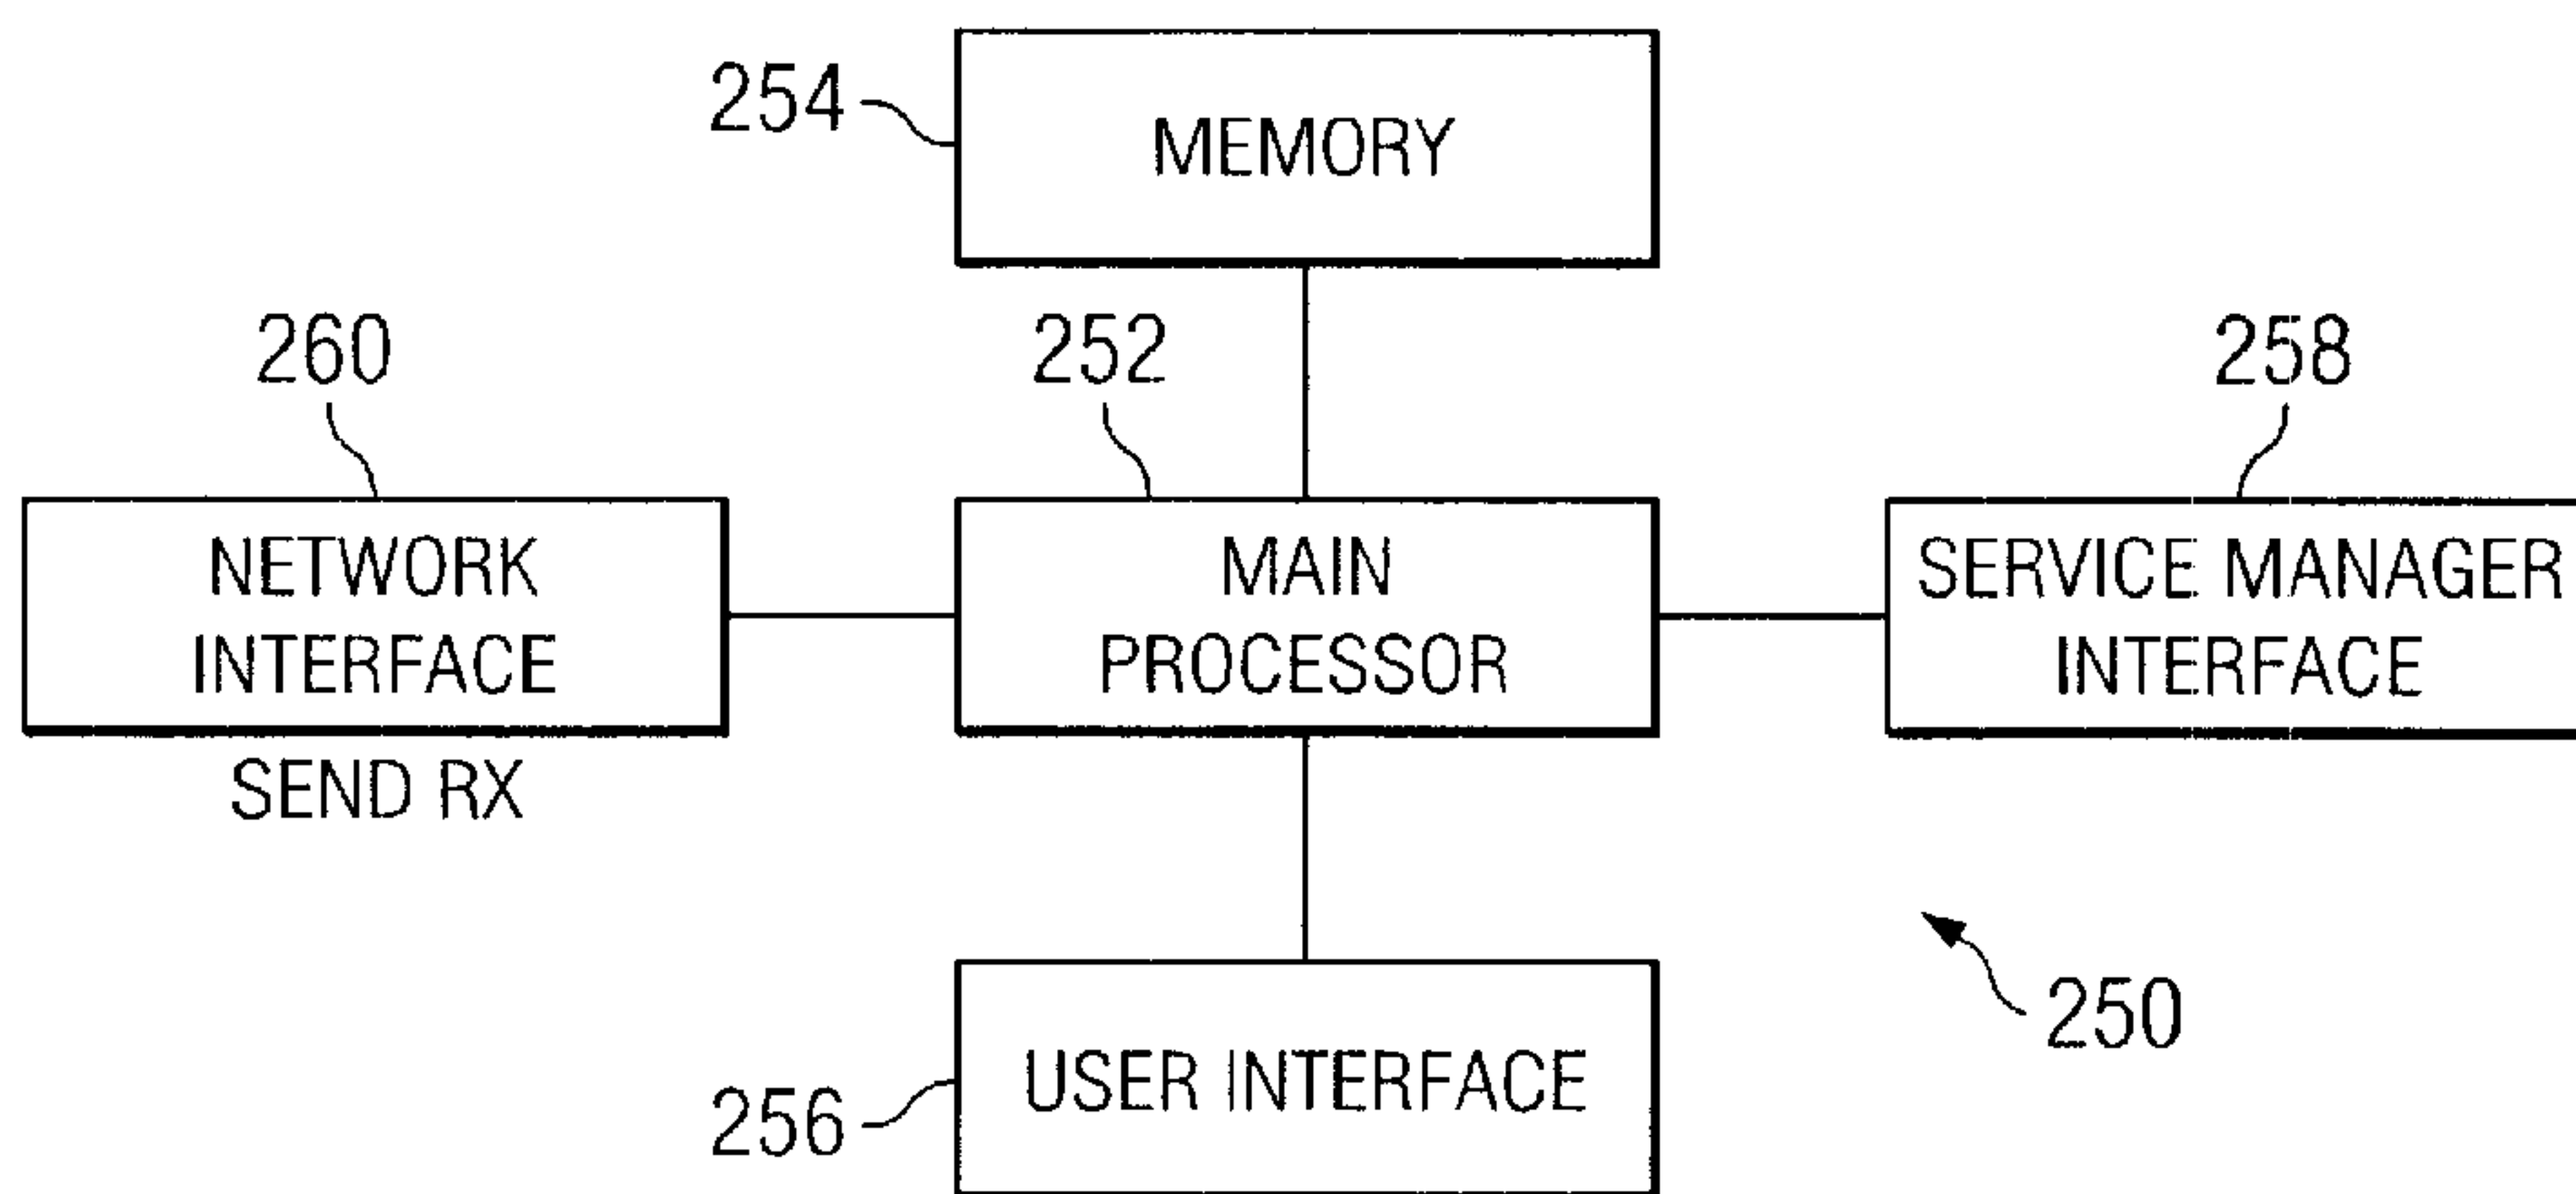 254
MEMORY
260
252
258
NETWORK
INTERFACE
MAIN
PROCESSOR
SERVICE MANAGER
INTERFACE
SEND RX
250
256
USER INTERFACE